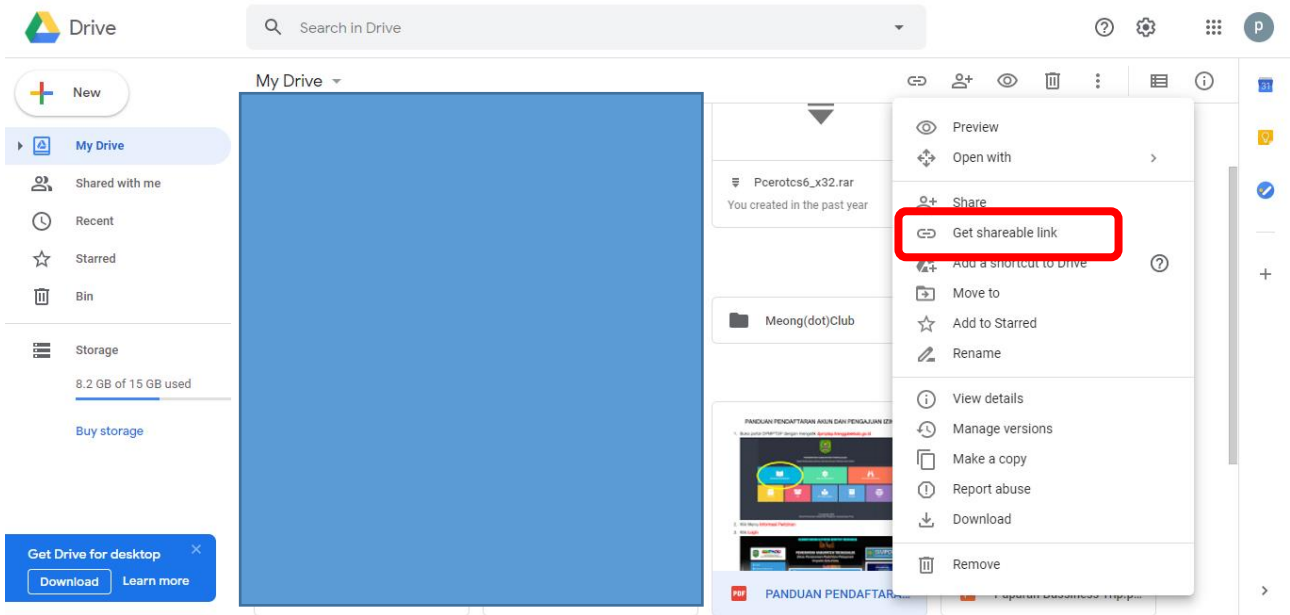 Drive
Search in Drive
p
New
My Drive
31
My Drive
Shared with me
Recent
Starred
Bin
Storage
8.2 GB of 15 GB used
Buy storage
Get Drive for desktop
Download Learn more
Pcerotcs6_x32.rar
You created in the past year
Meong(dot)Club
PANDUAN PENDAFTARAN AKUN DAN PENGAJUAN IZIN
PDF PANDUAN PENDAFTARA...
Preview
Open with
Share
Get shareable link
Add a shortcut to Drive
Move to
Add to Starred
Rename
View details
Manage versions
Make a copy
Report abuse
Download
Remove